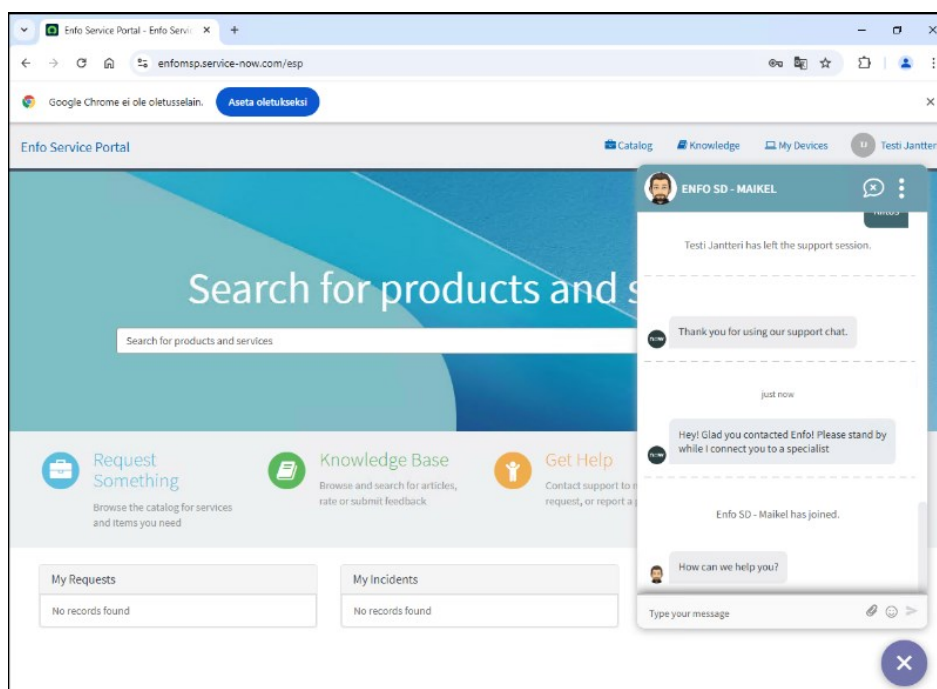 Enfo Service Portal - Enfo Servic
enfomsp.service-now.com/esp
Google Chrome ei ole oletusselain.
Aseta oletukseksi
Enfo Service Portal
Catalog
Knowledge
My Devices
Testi Jantteri
Search for products and s
Search for products and services
Request
Something
Browse the catalog for services
and items you need
Knowledge Base
Browse and search for articles,
rate or submit feedback
Get Help
Contact support to
request, or report a
My Requests
No records found
My Incidents
No records found
ENFO SD - MAIKEL
Testi Jantteri has left the support session.
now
Thank you for using our support chat.
just now
now
Hey! Glad you contacted Enfo! Please stand by
while I connect you to a specialist
Enfo SD - Maikel has joined.
How can we help you?
Type your message